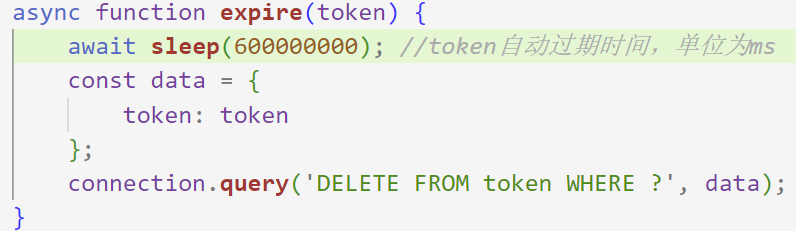 async function expire(token) {
    await sleep(600000000); //token自动过期时间，单位为ms
    const data = {
        token: token
    };
    connection.query('DELETE FROM token WHERE ?', data);
}